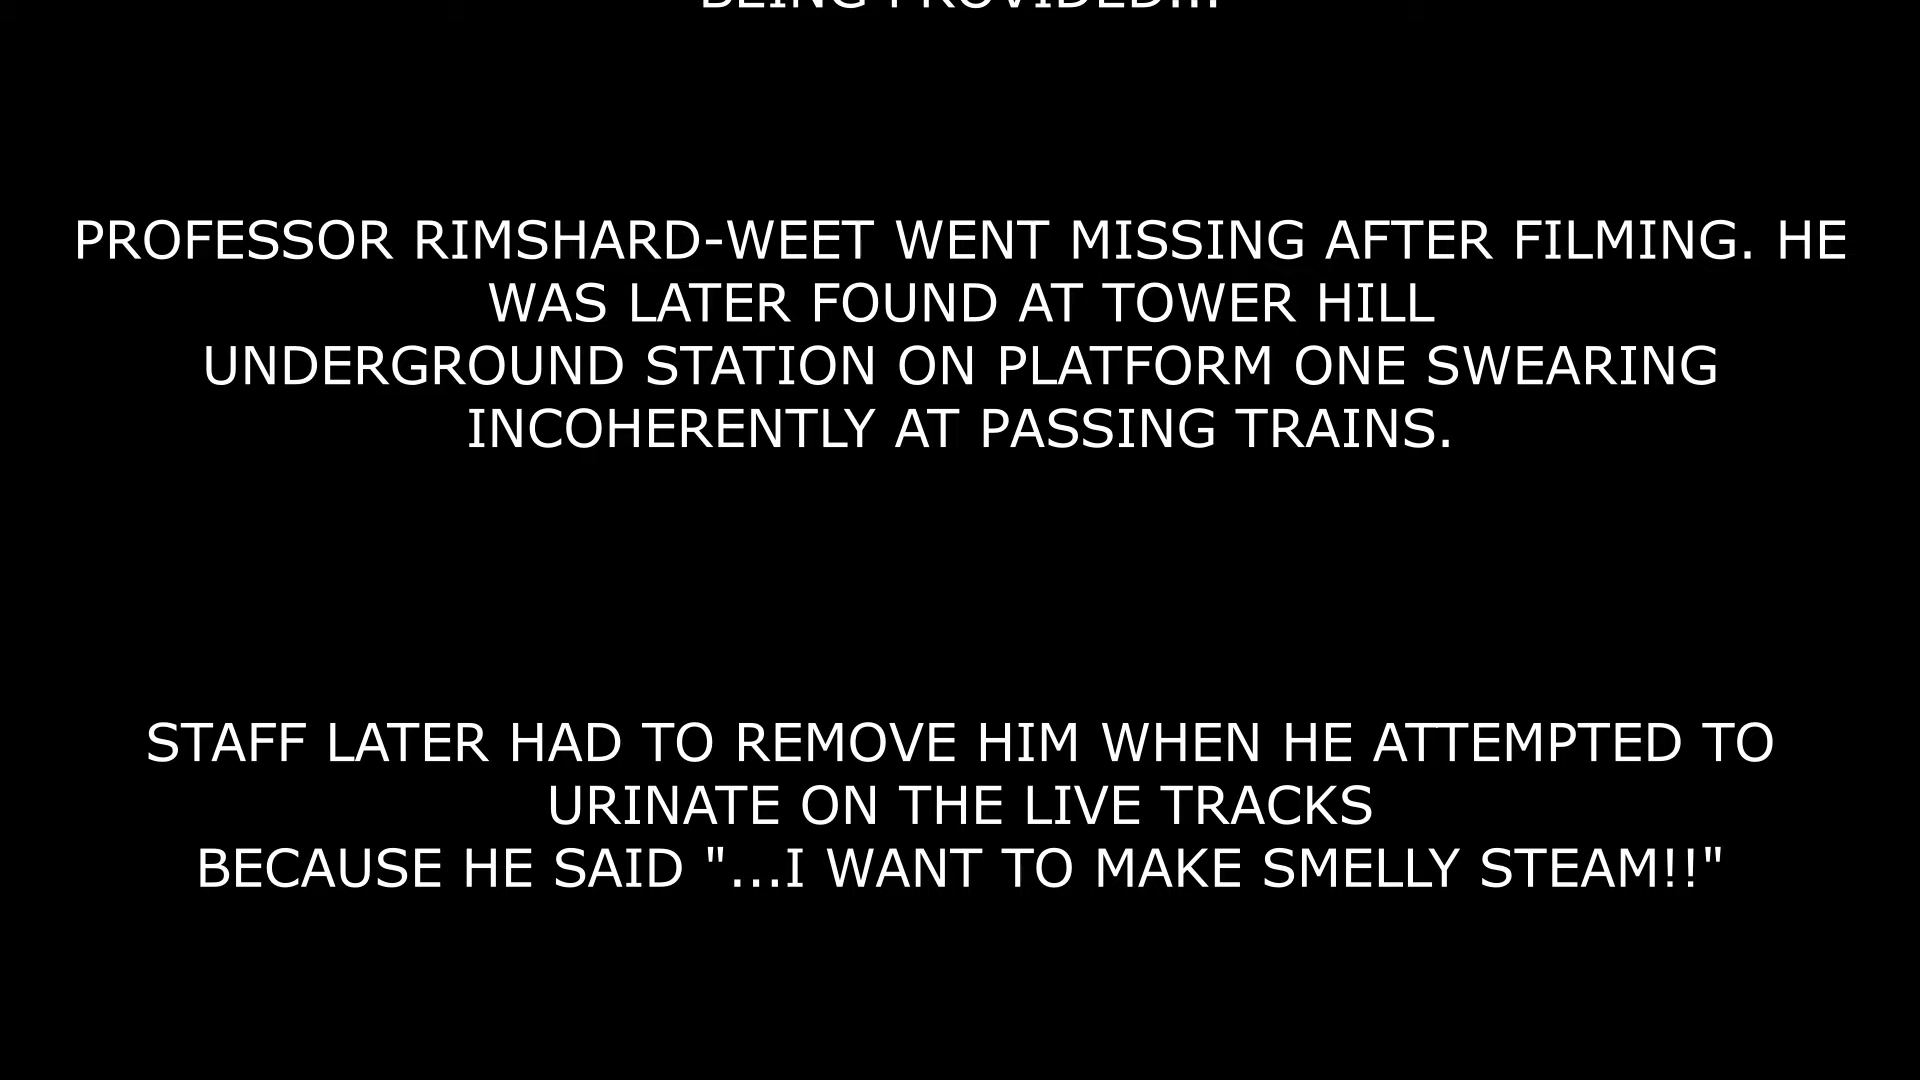 BEING PROVIDED...
PROFESSOR RIMSHARD-WEET WENT MISSING AFTER FILMING. HE
WAS LATER FOUND AT TOWER HILL
UNDERGROUND STATION ON PLATFORM ONE SWEARING
INCOHERENTLY AT PASSING TRAINS.
STAFF LATER HAD TO REMOVE HIM WHEN HE ATTEMPTED TO
URINATE ON THE LIVE TRACKS
BECAUSE HE SAID "...I WANT TO MAKE SMELLY STEAM!!"